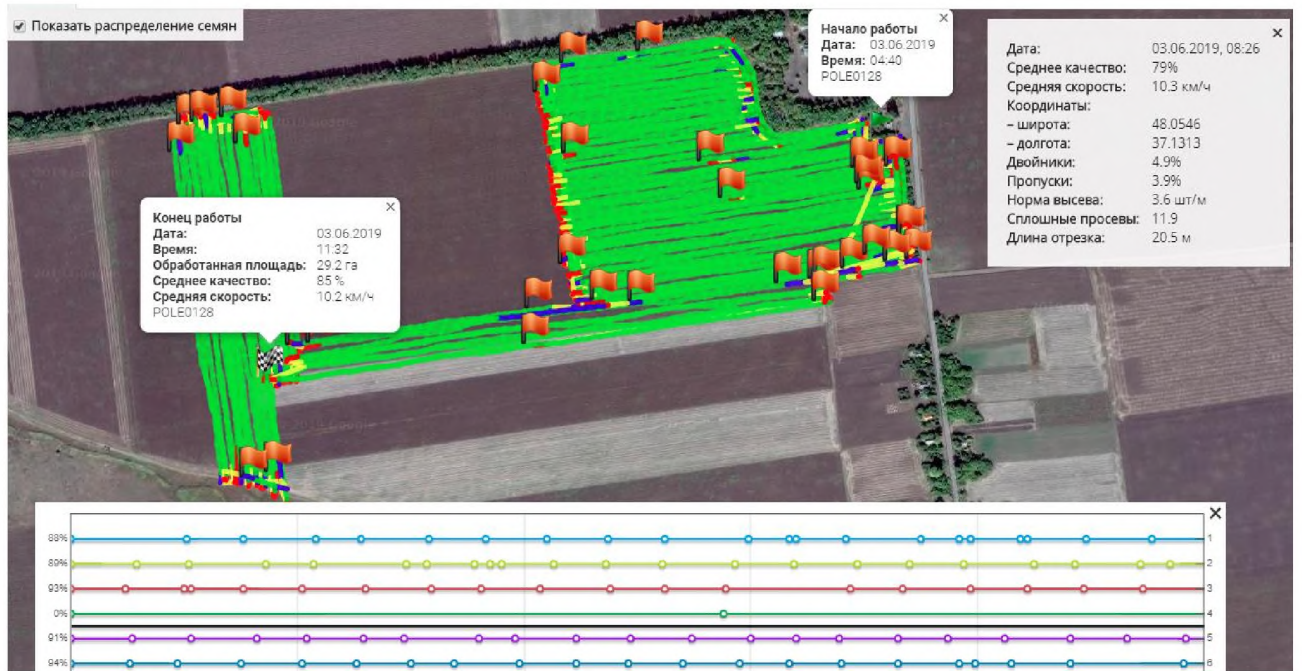 Показать распределение семян
Начало работы
Дата: 03.06.2019
Время: 04:40
POLE0128
Дата: 03.06.2019, 08:26
Среднее качество: 79%
Средняя скорость: 10.3 км/ч
Координаты:
– широта: 48.0546
– долгота: 37.1313
Двойники: 4.9%
Пропуски: 3.9%
Норма высева: 3.6 шт/м
Сплошные просевы: 11.9
Длина отрезка: 20.5 м
Конец работы
Дата: 03.06.2019
Время: 11:32
Обработанная площадь: 29.2 га
Среднее качество: 85 %
Средняя скорость: 10.2 км/ч
POLE0128
88% 1
89% 2
93% 3
0% 4
91% 5
94% 6